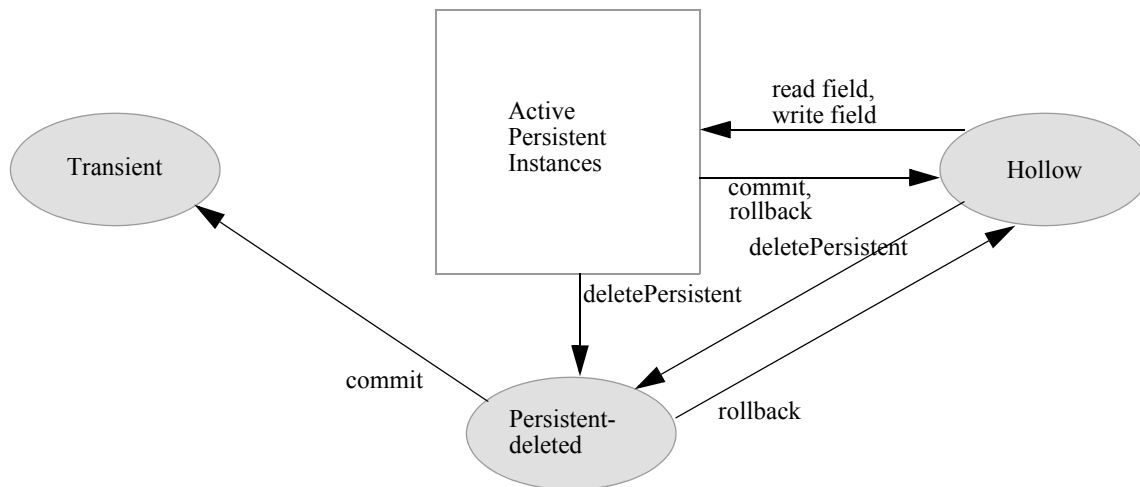 Active
Persistent
Instances
read field,
write field
Transient
Hollow
commit,
rollback
deletePersistent
deletePersistent
commit
Persistent-
deleted
rollback